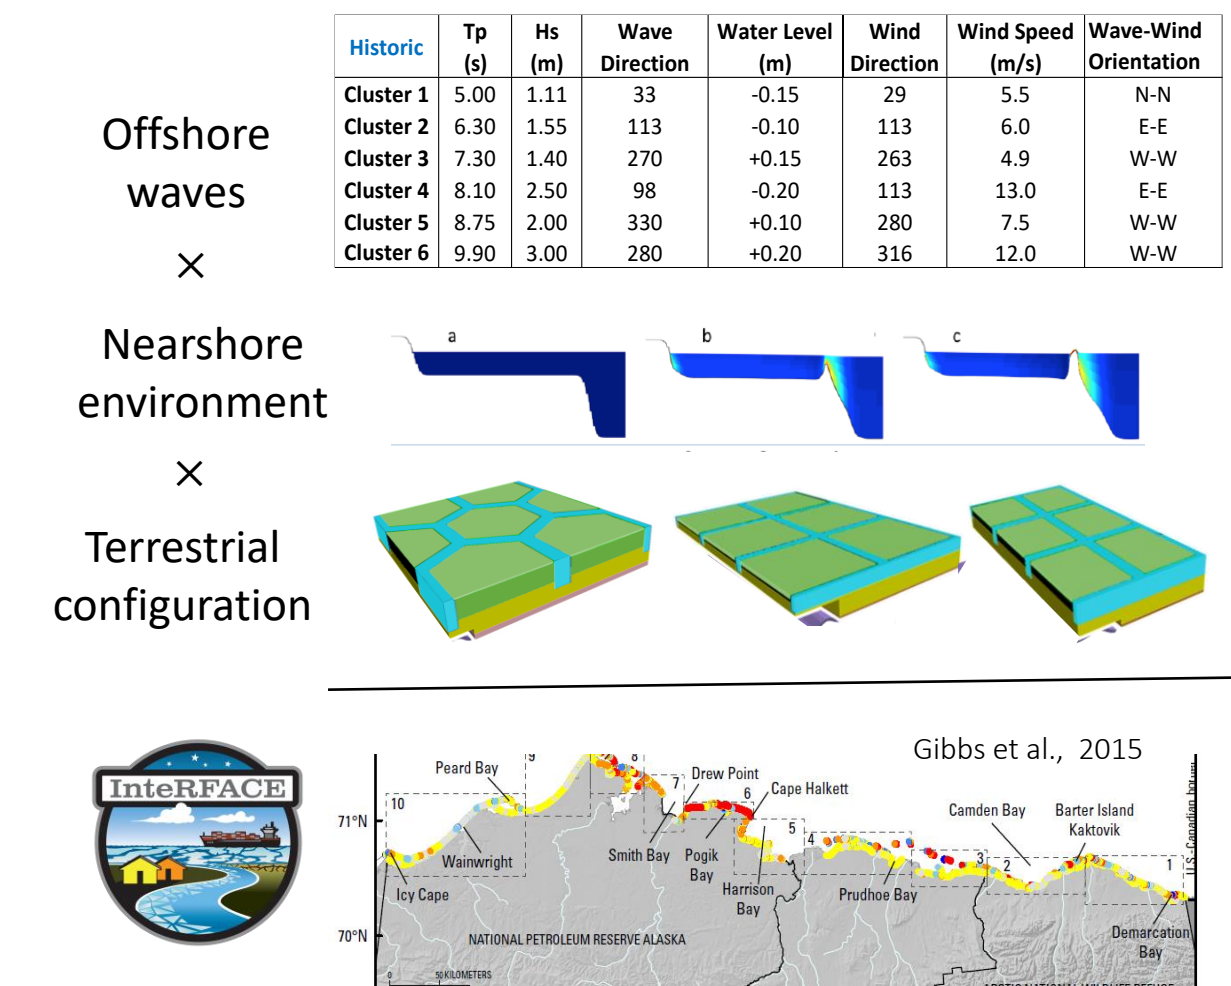 Historic Tp (s) Hs (m) Wave Direction Water Level (m) Wind Direction Wind Speed (m/s) Wave-Wind Orientation
Cluster 1 5.00 1.11 33 -0.15 29 5.5 N-N
Cluster 2 6.30 1.55 113 -0.10 113 6.0 E-E
Cluster 3 7.30 1.40 270 +0.15 263 4.9 W-W
Cluster 4 8.10 2.50 98 -0.20 113 13.0 E-E
Cluster 5 8.75 2.00 330 +0.10 280 7.5 W-W
Cluster 6 9.90 3.00 280 +0.20 316 12.0 W-W
Offshore
waves
×
Nearshore
environment
×
Terrestrial
configuration
a
b
c
InteRFACE
Gibbs et al., 2015
Peard Bay
9
8
Drew Point
7
6
Cape Halkett
10
71°N
Wainwright
Icy Cape
Smith Bay
Pogik
Bay
Harrison
Bay
5
4
Prudhoe Bay
3
2
Camden Bay
Barter Island
Kaktovik
1
U.S.-Canadian
Demarcation
Bay
70°N
NATIONAL PETROLEUM RESERVE ALASKA
0 50 KILOMETERS
ARCTIC NATIONAL WILDLIFE REFUGE